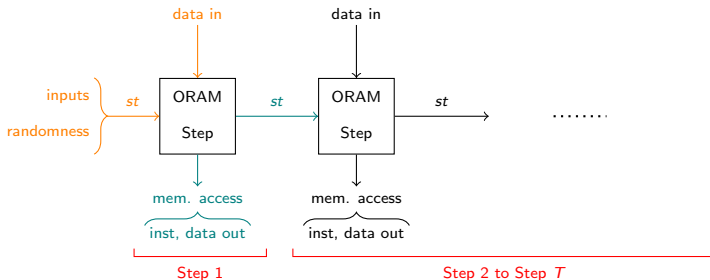 data in
data in
inputs
randomness
st
ORAM
Step
st
ORAM
Step
st
.......
mem. access
inst, data out
mem. access
inst, data out
Step 1
Step 2 to Step T